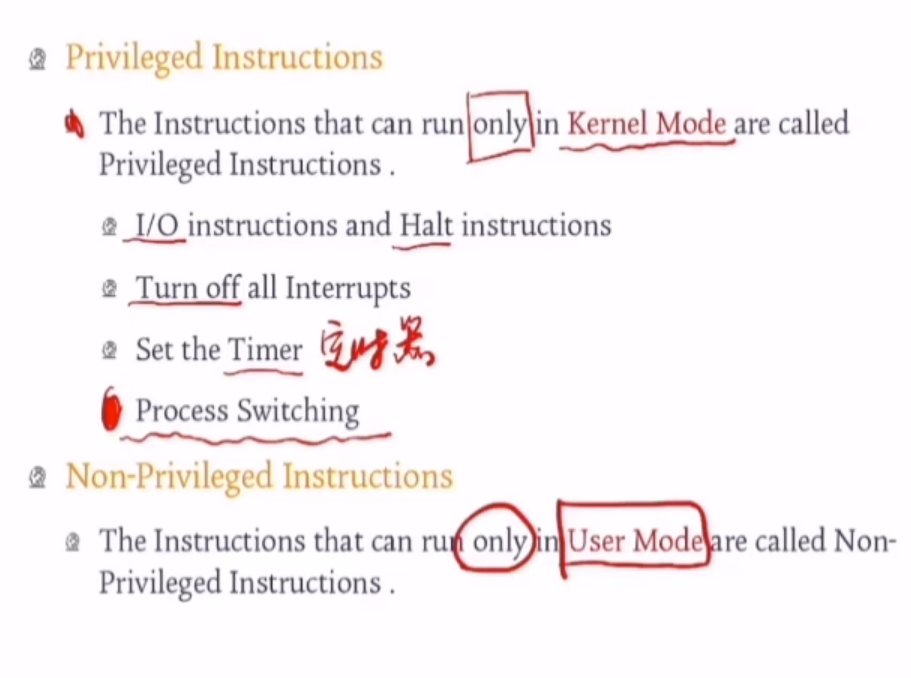 Privileged Instructions
The Instructions that can run only in Kernel Mode are called
Privileged Instructions .
I/O instructions and Halt instructions
Turn off all Interrupts
Set the Timer 定时器
Process Switching
Non-Privileged Instructions
The Instructions that can run only in User Mode are called Non-
Privileged Instructions .